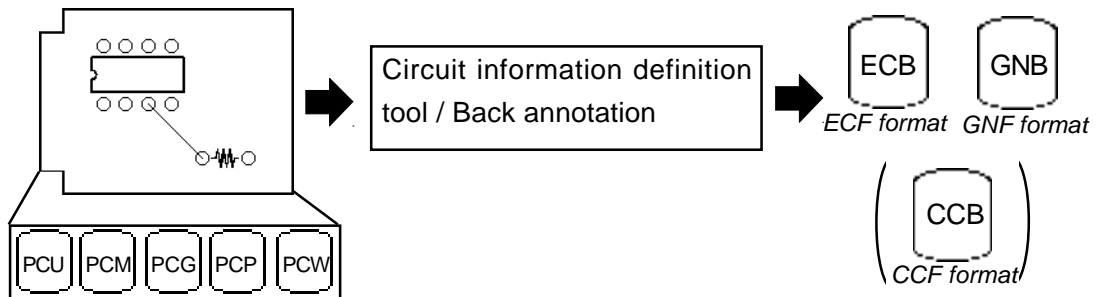 Circuit information definition
tool / Back annotation
ECB
GNB
ECF format
GNF format
CCB
CCF format
PCU
PCM
PCG
PCP
PCW